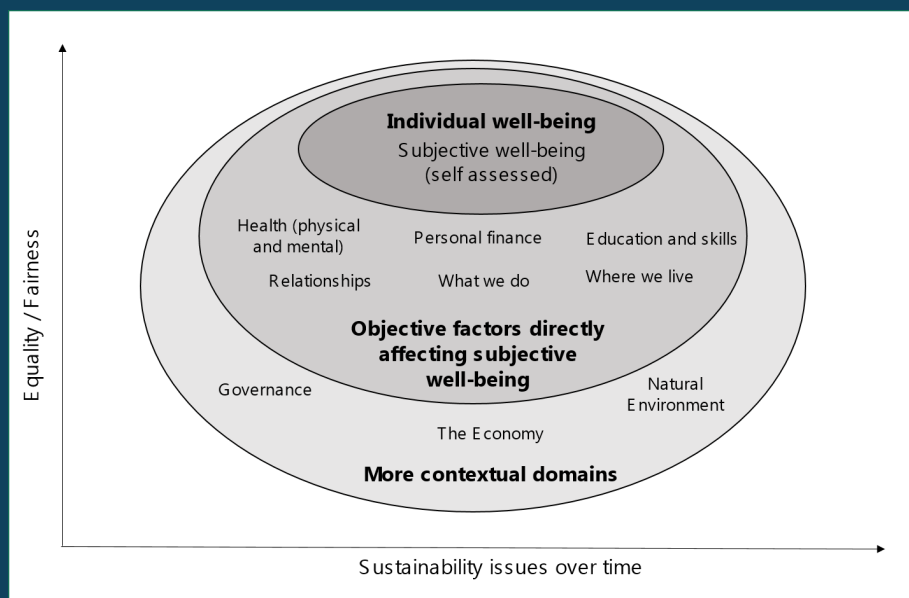 Individual well-being
Subjective well-being
(self assessed)
Health (physical
and mental)
Personal finance
Education and skills
Relationships
What we do
Where we live
Objective factors directly
affecting subjective
well-being
Governance
Natural
Environment
The Economy
More contextual domains
Equality / Fairness
Sustainability issues over time